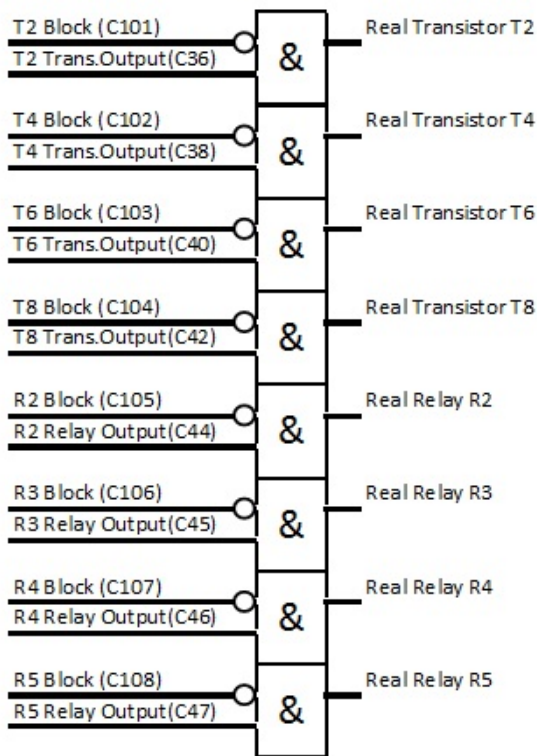 T2 Block (C101)
Real Transistor T2
&
T2 Trans.Output(C36)
T4 Block (C102)
Real Transistor T4
&
T4 Trans.Output(C38)
T6 Block (C103)
Real Transistor T6
&
T6 Trans.Output(C40)
T8 Block (C104)
Real Transistor T8
&
T8 Trans.Output(C42)
R2 Block (C105)
Real Relay R2
&
R2 Relay Output(C44)
R3 Block (C106)
Real Relay R3
&
R3 Relay Output(C45)
R4 Block (C107)
Real Relay R4
&
R4 Relay Output(C46)
R5 Block (C108)
Real Relay R5
&
R5 Relay Output(C47)